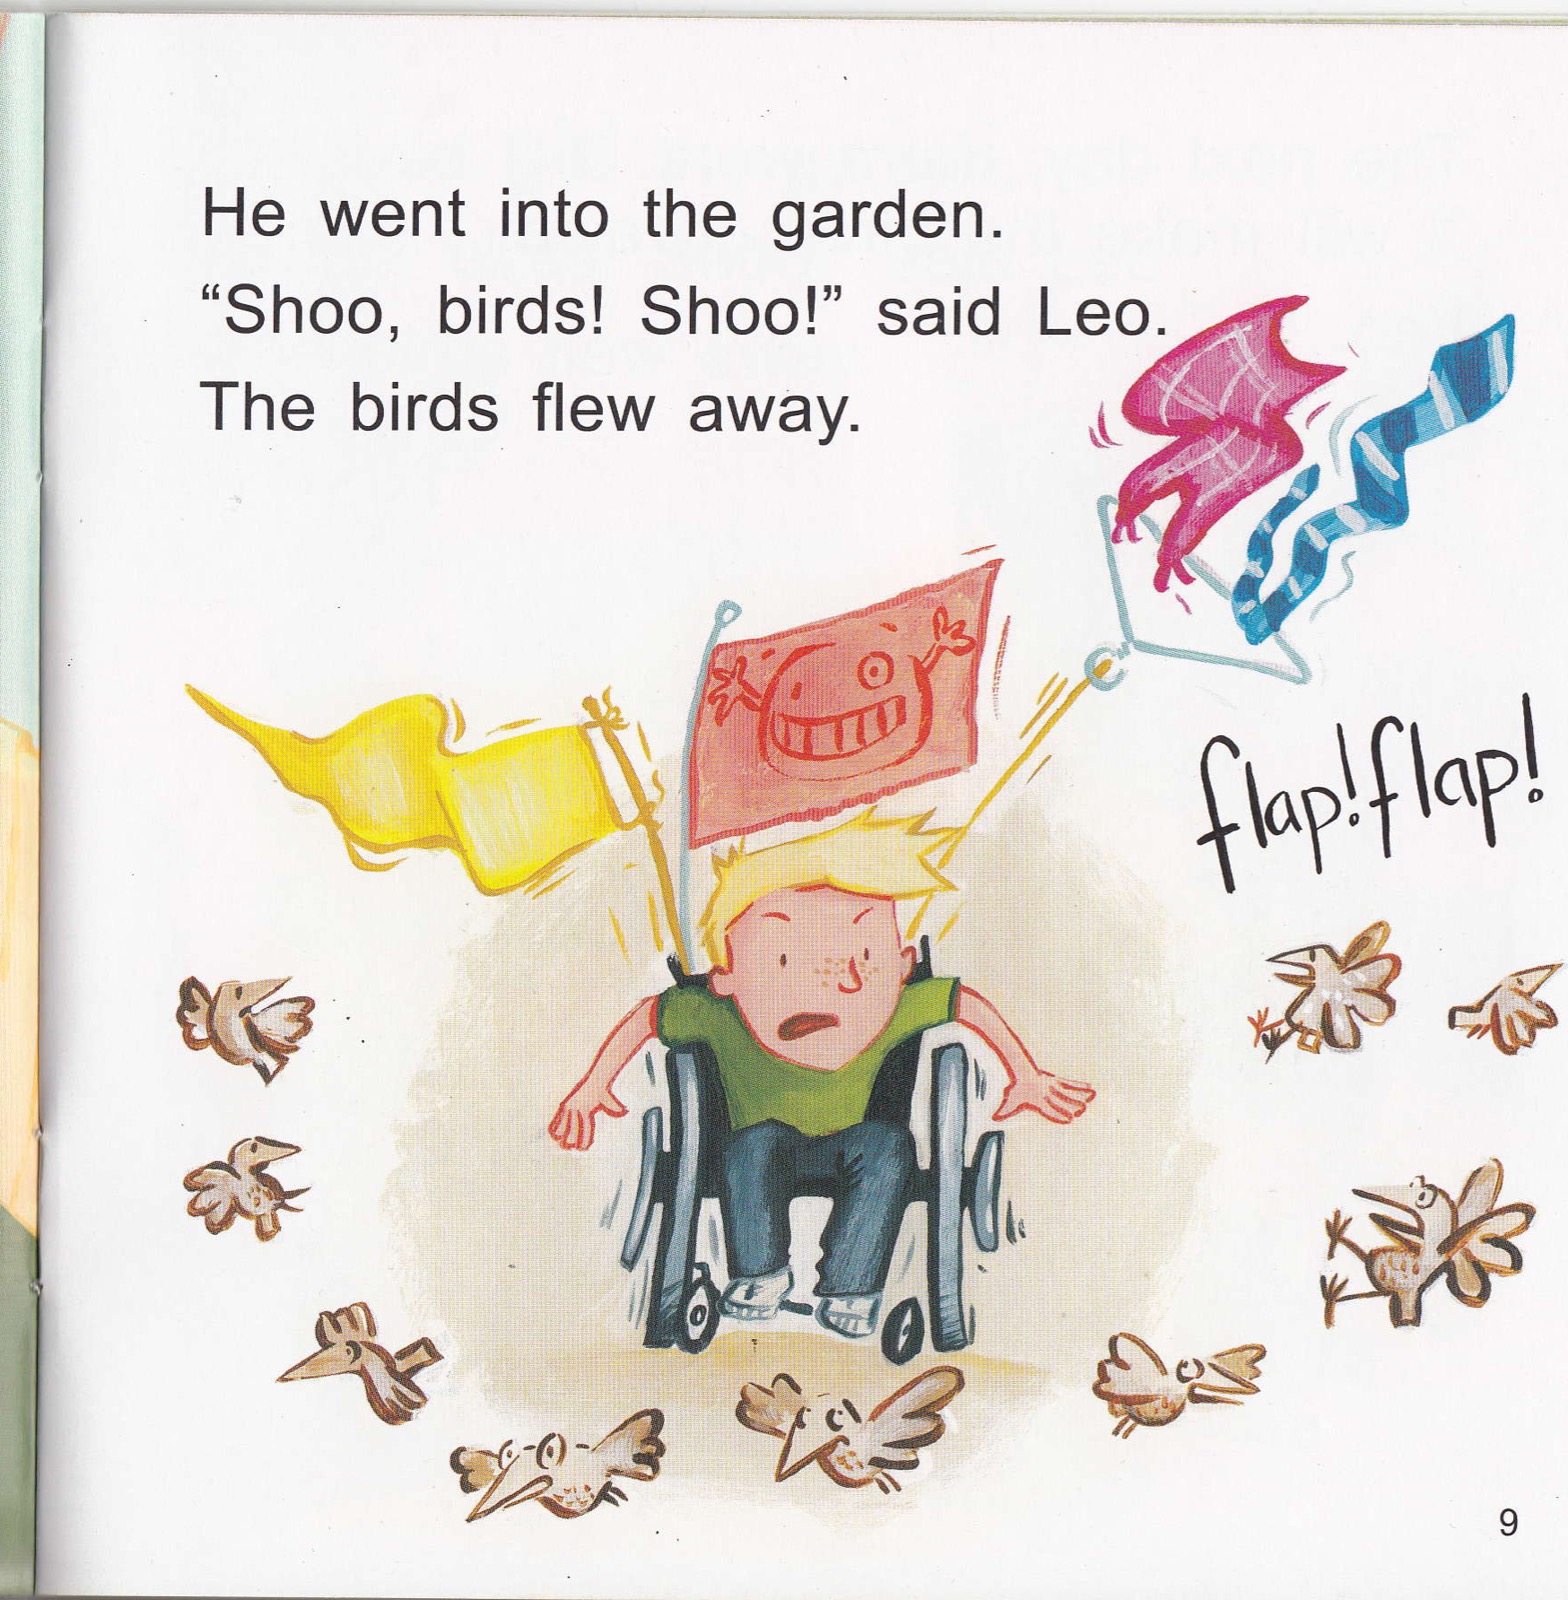 He went into the garden.
“Shoo, birds! Shoo!” said Leo.
The birds flew away.
flap! flap!
9